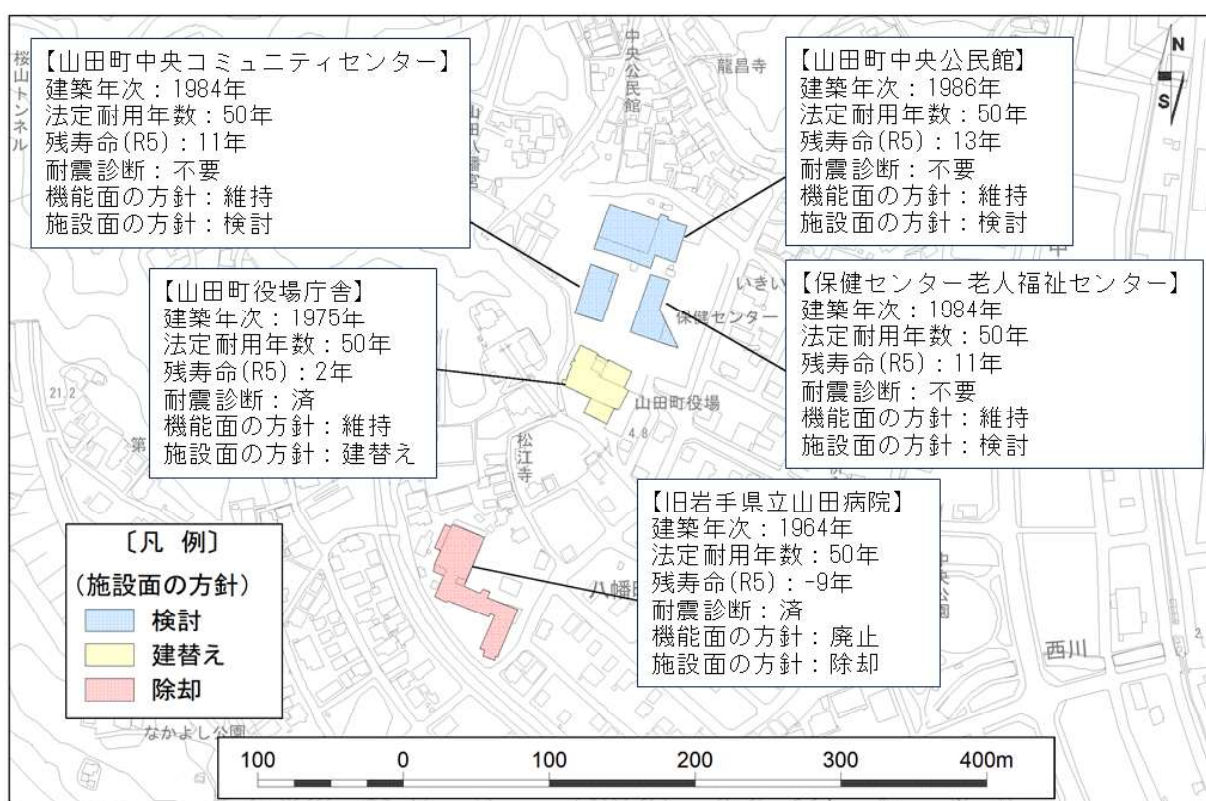 【山田町中央コミュニティセンター】
建築年次：1984年
法定耐用年数：50年
残寿命(R5)：11年
耐震診断：不要
機能面の方針：維持
施設面の方針：検討
【山田町中央公民館】
建築年次：1986年
法定耐用年数：50年
残寿命(R5)：13年
耐震診断：不要
機能面の方針：維持
施設面の方針：検討
【山田町役場庁舎】
建築年次：1975年
法定耐用年数：50年
残寿命(R5)：2年
耐震診断：済
機能面の方針：維持
施設面の方針：建替え
【保健センター老人福祉センター】
建築年次：1984年
法定耐用年数：50年
残寿命(R5)：11年
耐震診断：不要
機能面の方針：維持
施設面の方針：検討
【旧岩手県立山田病院】
建築年次：1964年
法定耐用年数：50年
残寿命(R5)：-9年
耐震診断：済
機能面の方針：廃止
施設面の方針：除却
〔凡 例〕
(施設面の方針)
検討
建替え
除却
桜山トンネル
中央公民館
龍昌寺
山田八幡宮
N
S
中
いきい
保健センター
山田町役場
4.8
21.2
第
松江寺
八幡町
中央公園
西川
2.
なかよし公園
100 0 100 200 300 400m